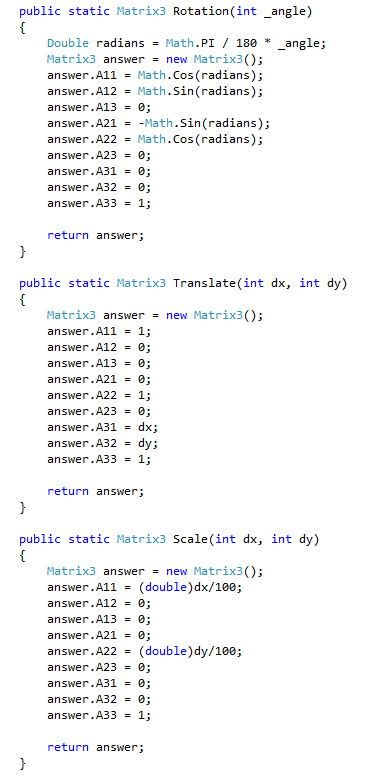 public static Matrix3 Rotation(int _angle)
{
    Double radians = Math.PI / 180 * _angle;
    Matrix3 answer = new Matrix3();
    answer.A11 = Math.Cos(radians);
    answer.A12 = Math.Sin(radians);
    answer.A13 = 0;
    answer.A21 = -Math.Sin(radians);
    answer.A22 = Math.Cos(radians);
    answer.A23 = 0;
    answer.A31 = 0;
    answer.A32 = 0;
    answer.A33 = 1;

    return answer;
}

public static Matrix3 Translate(int dx, int dy)
{
    Matrix3 answer = new Matrix3();
    answer.A11 = 1;
    answer.A12 = 0;
    answer.A13 = 0;
    answer.A21 = 0;
    answer.A22 = 1;
    answer.A23 = 0;
    answer.A31 = dx;
    answer.A32 = dy;
    answer.A33 = 1;

    return answer;
}

public static Matrix3 Scale(int dx, int dy)
{
    Matrix3 answer = new Matrix3();
    answer.A11 = (double)dx/100;
    answer.A12 = 0;
    answer.A13 = 0;
    answer.A21 = 0;
    answer.A22 = (double)dy/100;
    answer.A23 = 0;
    answer.A31 = 0;
    answer.A32 = 0;
    answer.A33 = 1;

    return answer;
}